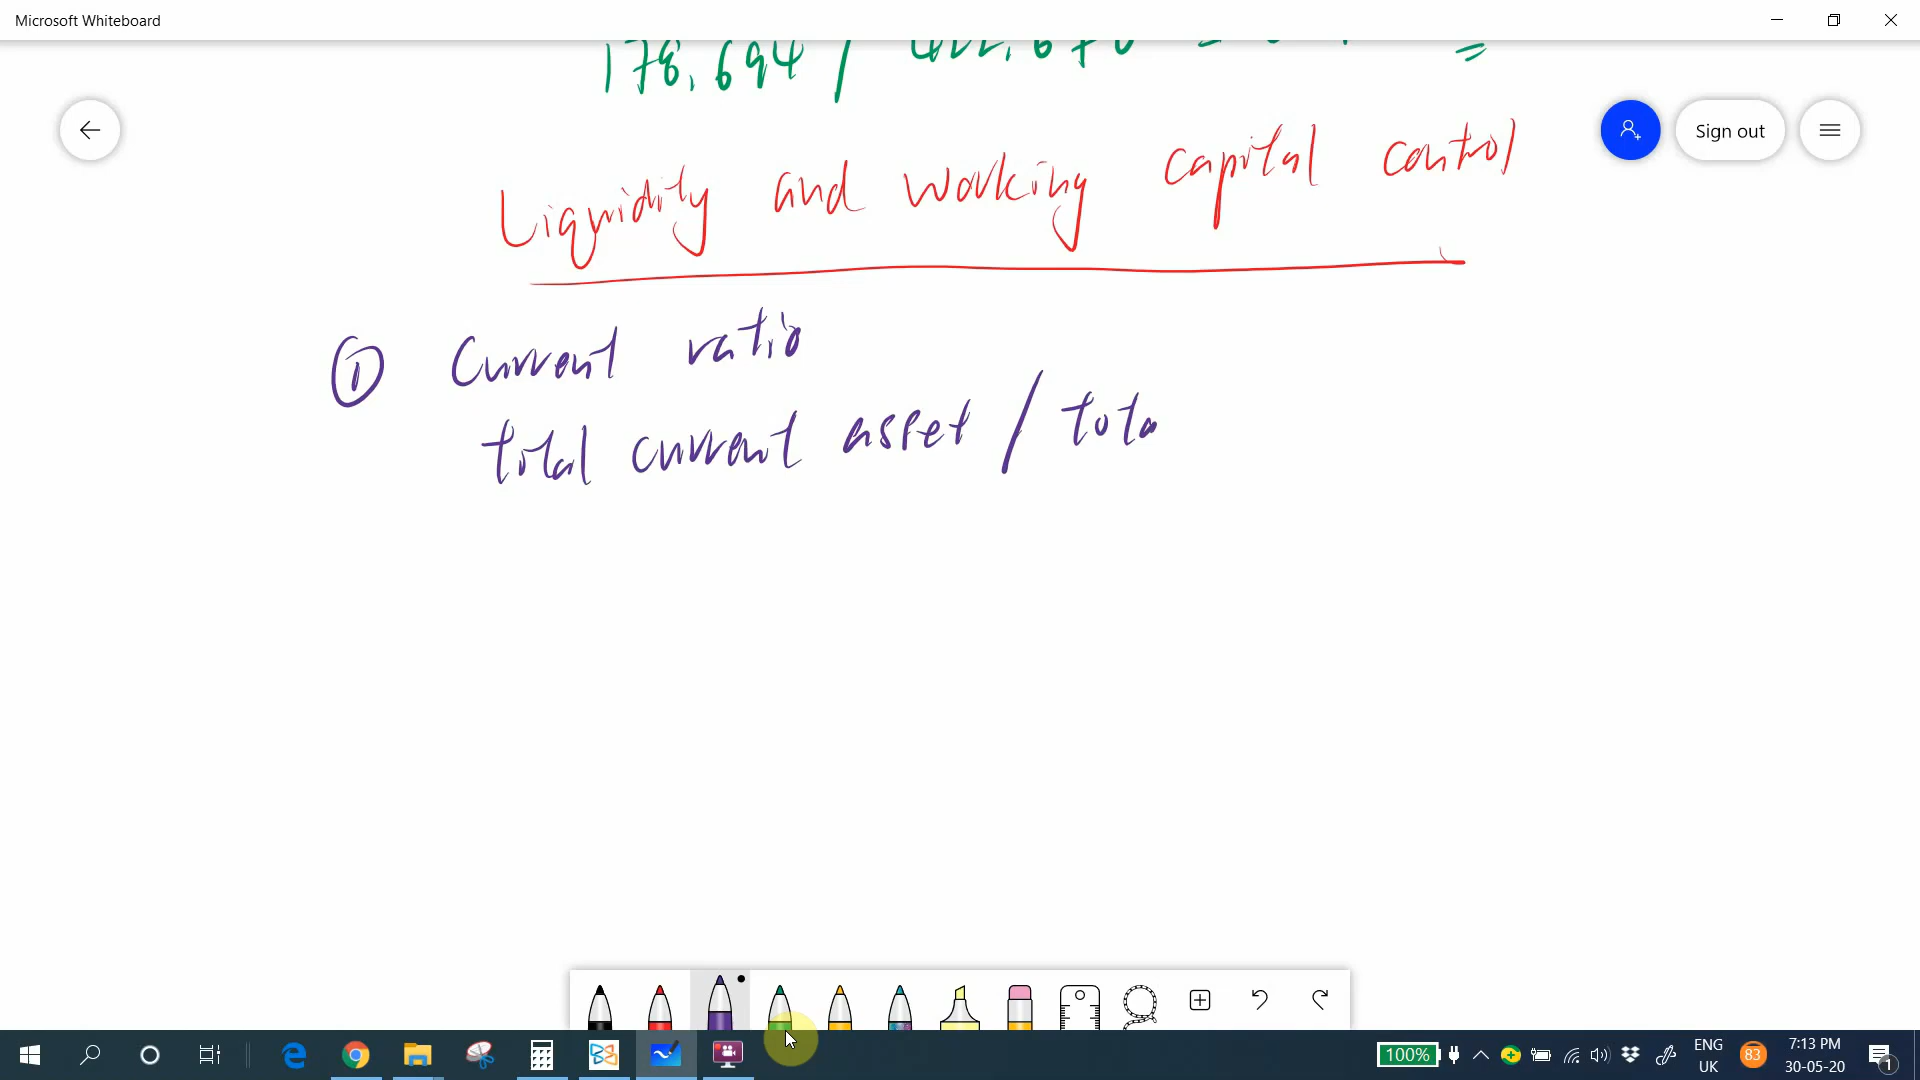 Microsoft Whiteboard
178,694 /
Sign out
Liquidity and working capital control
① Current ratio
total current asset / tota
100%
ENG
UK
83
7:13 PM
30-05-20
1